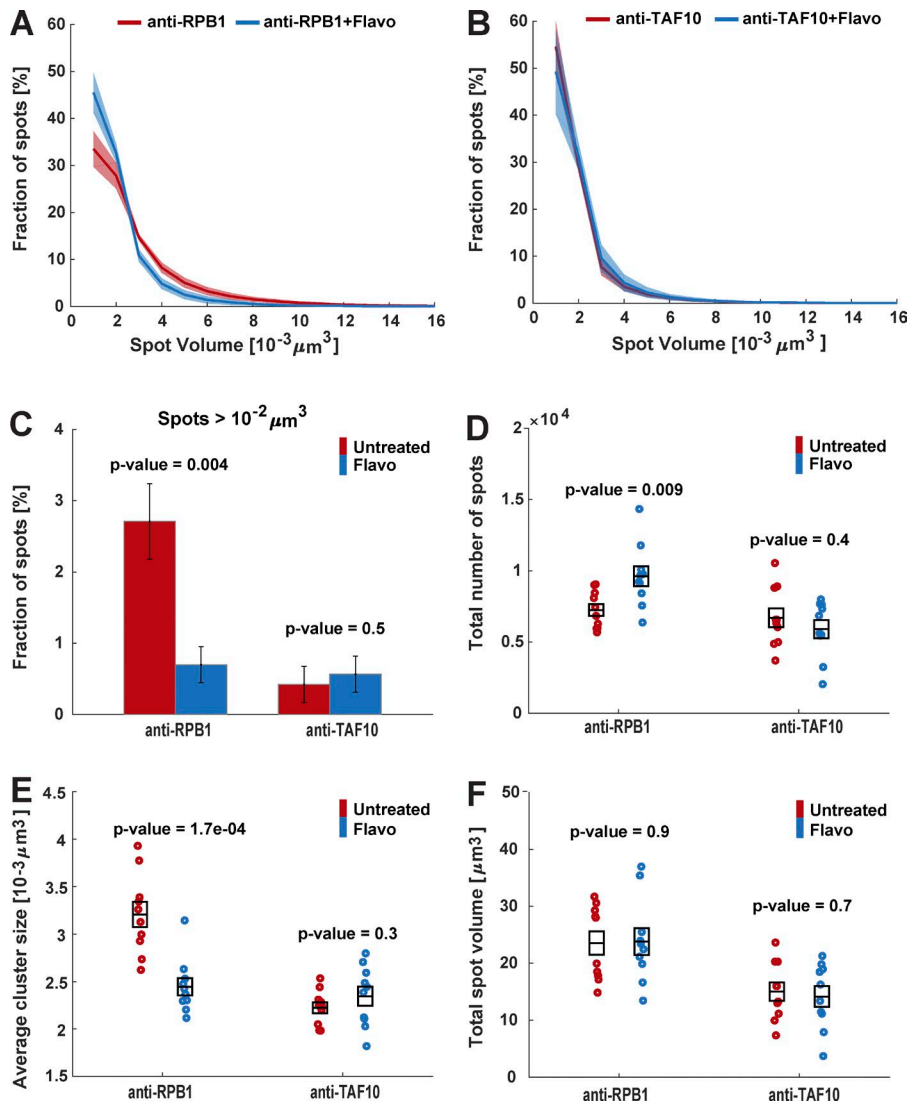 A
anti-RPB1 anti-RPB1+Flavo
Fraction of spots [%]
60
50
40
30
20
10
0
0 2 4 6 8 10 12 14 16
Spot Volume [10-3 μm3]
B
anti-TAF10 anti-TAF10+Flavo
Fraction of spots [%]
60
50
40
30
20
10
0
0 2 4 6 8 10 12 14 16
Spot Volume [10-3 μm3]
C
Spots > 10-2 μm3
Untreated
Flavo
p-value = 0.004
p-value = 0.5
Fraction of spots [%]
4
3
2
1
0
anti-RPB1 anti-TAF10
D
×104
Untreated
Flavo
p-value = 0.009
p-value = 0.4
Total number of spots
2
1.5
1
0.5
0
anti-RPB1 anti-TAF10
E
Untreated
Flavo
p-value = 1.7e-04
p-value = 0.3
Average cluster size [10-3 μm3]
4.5
4
3.5
3
2.5
2
1.5
anti-RPB1 anti-TAF10
F
Untreated
Flavo
p-value = 0.9
p-value = 0.7
Total spot volume [μm3]
50
40
30
20
10
0
anti-RPB1 anti-TAF10